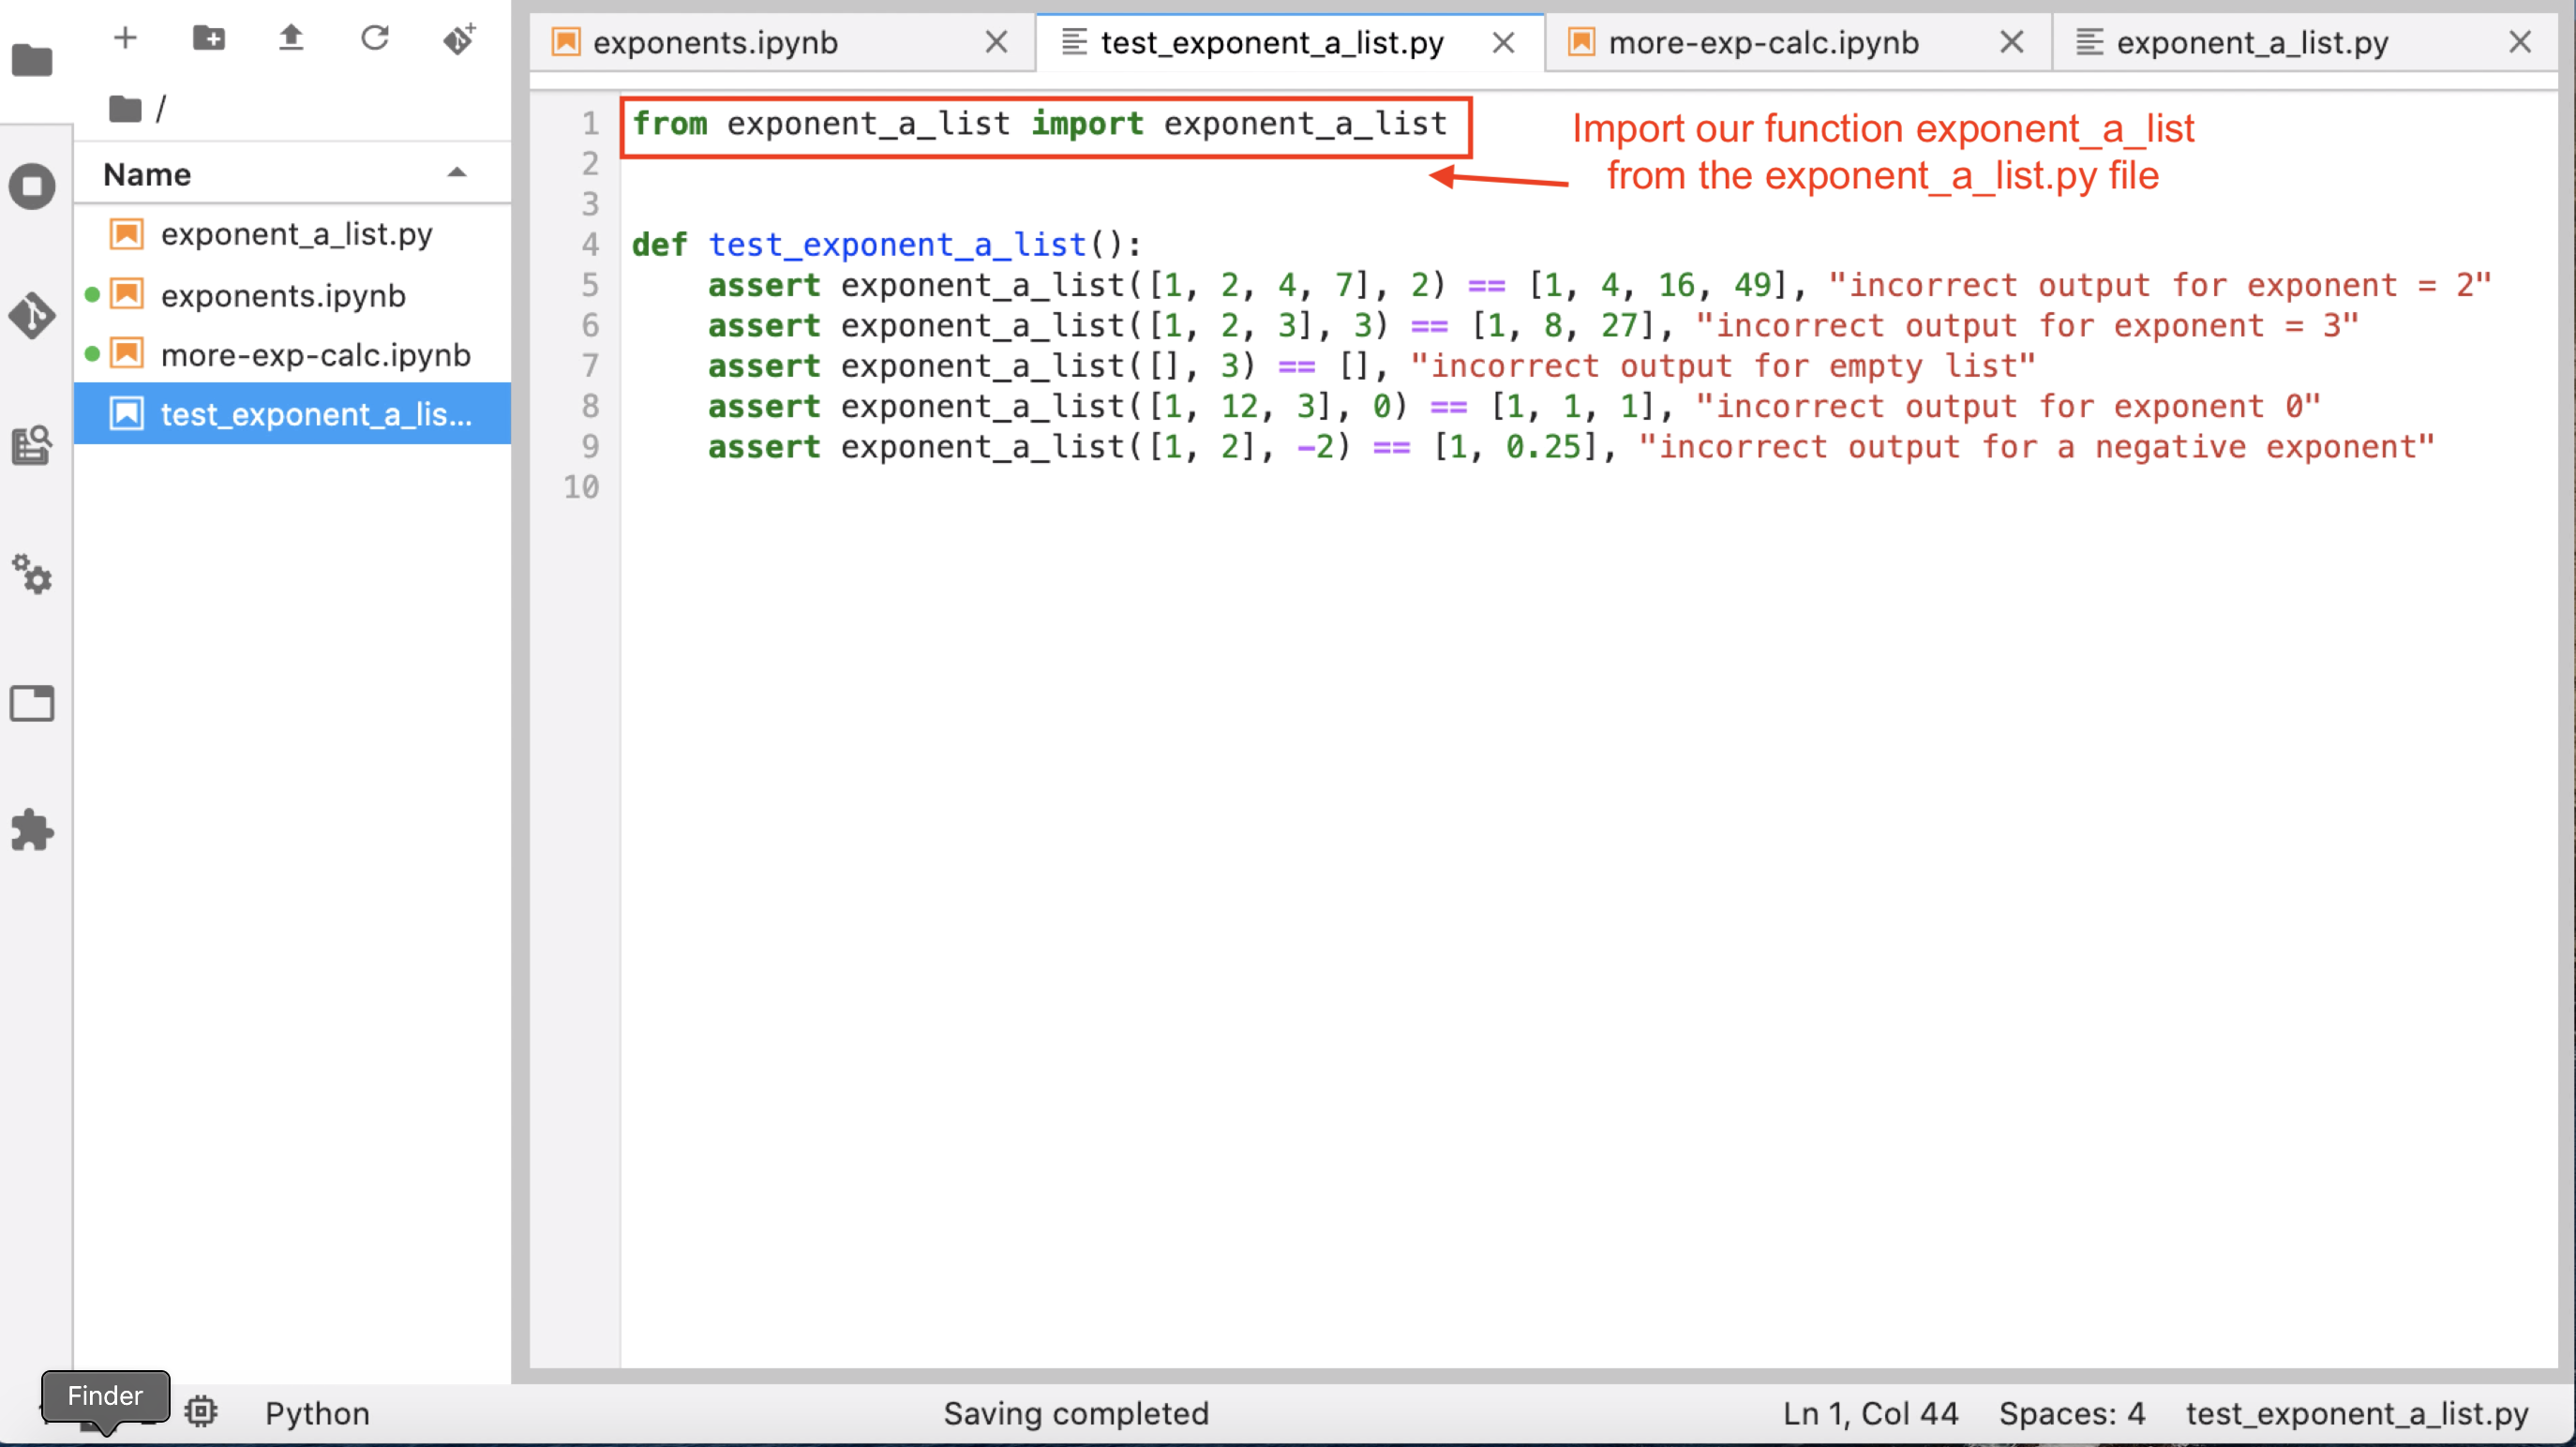 exponents.ipynb
test_exponent_a_list.py
more-exp-calc.ipynb
exponent_a_list.py
/
Name
exponent_a_list.py
exponents.ipynb
more-exp-calc.ipynb
test_exponent_a_lis...
1 from exponent_a_list import exponent_a_list
2
3
4 def test_exponent_a_list():
5 assert exponent_a_list([1, 2, 4, 7], 2) == [1, 4, 16, 49], "incorrect output for exponent = 2"
6 assert exponent_a_list([1, 2, 3], 3) == [1, 8, 27], "incorrect output for exponent = 3"
7 assert exponent_a_list([], 3) == [], "incorrect output for empty list"
8 assert exponent_a_list([1, 12, 3], 0) == [1, 1, 1], "incorrect output for exponent 0"
9 assert exponent_a_list([1, 2], -2) == [1, 0.25], "incorrect output for a negative exponent"
10
Import our function exponent_a_list
from the exponent_a_list.py file
Finder
Python
Saving completed
Ln 1, Col 44
Spaces: 4
test_exponent_a_list.py